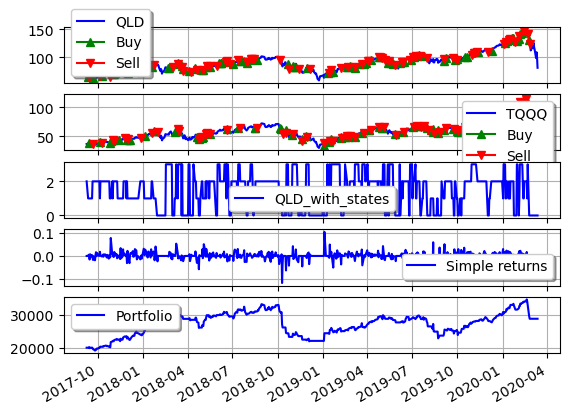 150
100
QLD
Buy
Sell
100
50
TQQQ
Buy
Sell
2
0
QLD_with_states
0.1
0.0
−0.1
Simple returns
30000
20000
Portfolio
2017-10
2018-01
2018-04
2018-07
2018-10
2019-01
2019-04
2019-07
2019-10
2020-01
2020-04